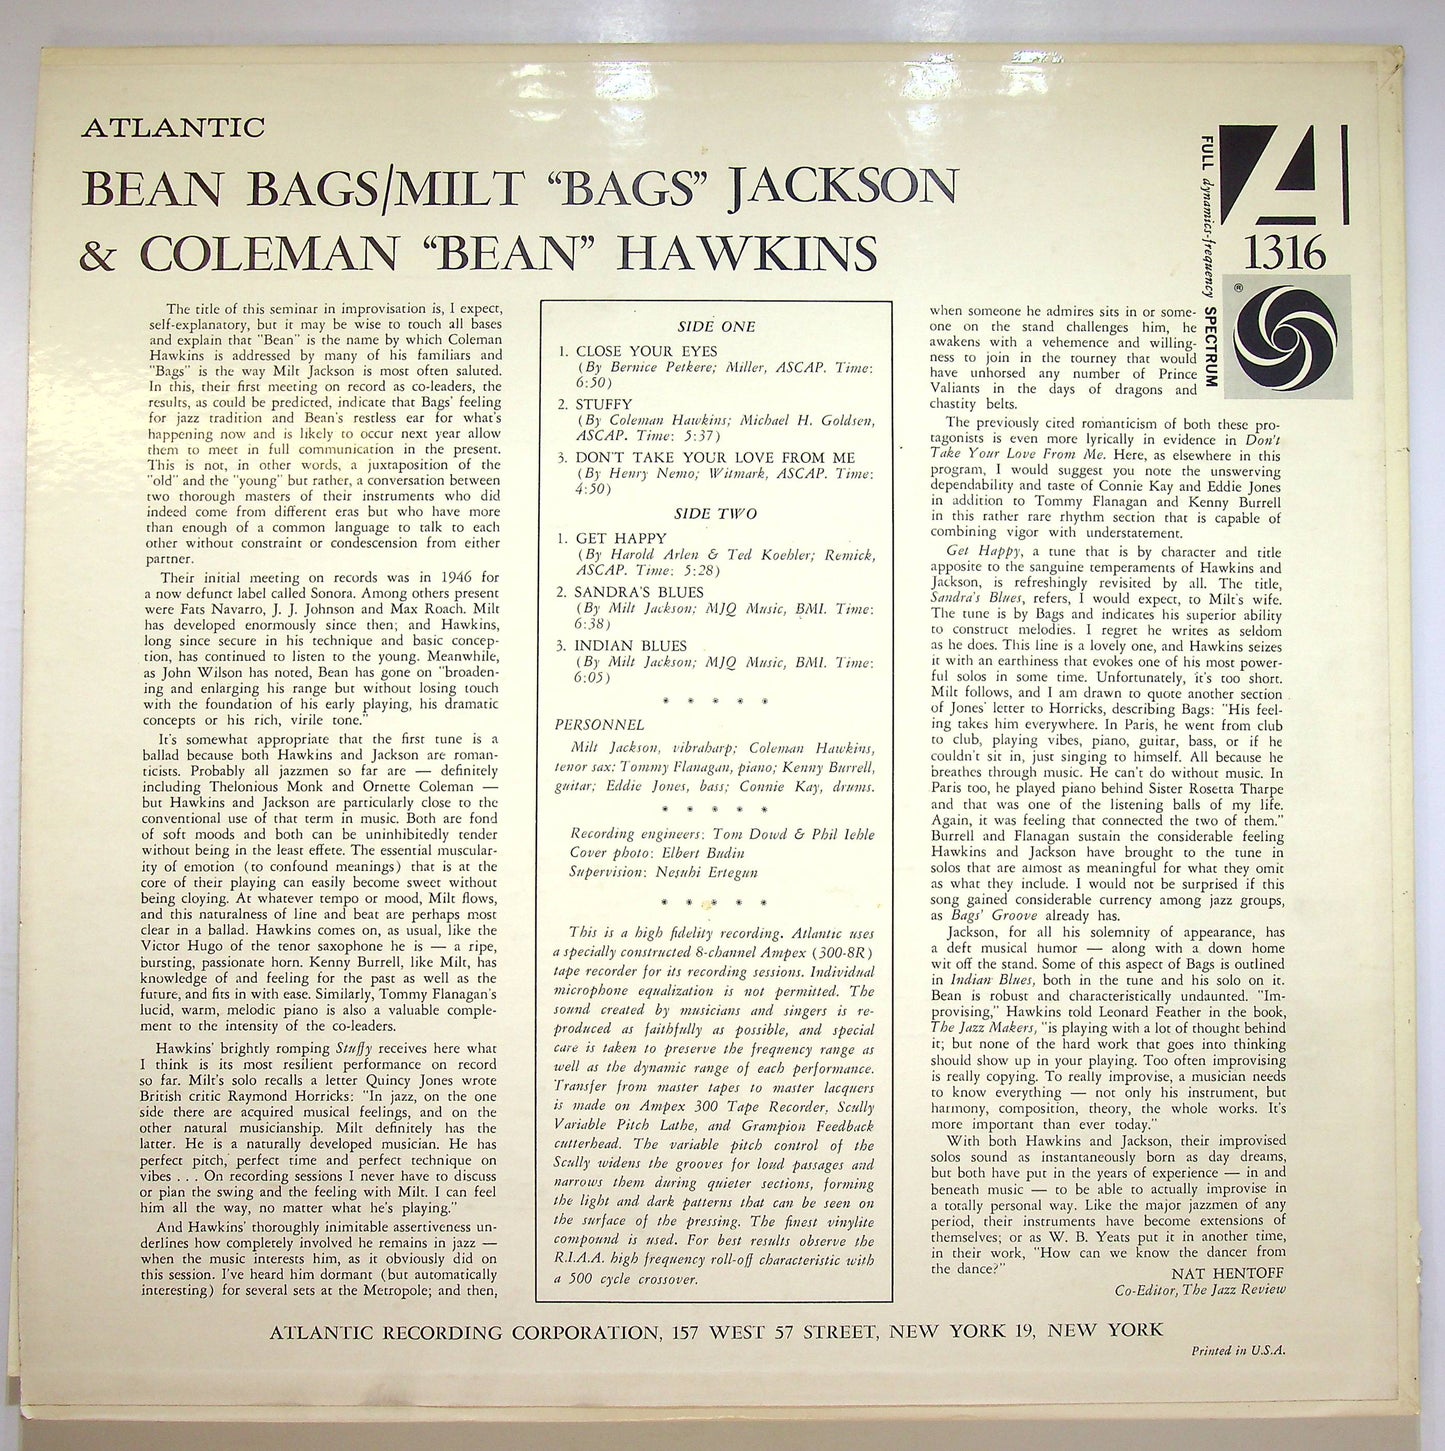 ATLANTIC
BEAN BAGS/MILT “BAGS” JACKSON
& COLEMAN “BEAN” HAWKINS
FULL dynamics-frequency SPECTRUM
A
1316
®
The title of this seminar in improvisation is, I expect,
self-explanatory, but it may be wise to touch all bases
and explain that "Bean" is the name by which Coleman
Hawkins is addressed by many of his familiars and
"Bags" is the way Milt Jackson is most often saluted.
In this, their first meeting on record as co-leaders, the
results, as could be predicted, indicate that Bags' feeling
for jazz tradition and Bean's restless ear for what's
happening now and is likely to occur next year allow
them to meet in full communication in the present.
This is not, in other words, a juxtaposition of the
"old" and the "young" but rather, a conversation between
two thorough masters of their instruments who did
indeed come from different eras but who have more
than enough of a common language to talk to each
other without constraint or condescension from either
partner.
Their initial meeting on records was in 1946 for
a now defunct label called Sonora. Among others present
were Fats Navarro, J. J. Johnson and Max Roach. Milt
has developed enormously since then; and Hawkins,
long since secure in his technique and basic concep-
tion, has continued to listen to the young. Meanwhile,
as John Wilson has noted, Bean has gone on "broaden-
ing and enlarging his range but without losing touch
with the foundation of his early playing, his dramatic
concepts or his rich, virile tone."
It's somewhat appropriate that the first tune is a
ballad because both Hawkins and Jackson are roman-
ticists. Probably all jazzmen so far are — definitely
including Thelonious Monk and Ornette Coleman —
but Hawkins and Jackson are particularly close to the
conventional use of that term in music. Both are fond
of soft moods and both can be uninhibitedly tender
without being in the least effete. The essential muscular-
ity of emotion (to confound meanings) that is at the
core of their playing can easily become sweet without
being cloying. At whatever tempo or mood, Milt flows,
and this naturalness of line and beat are perhaps most
clear in a ballad. Hawkins comes on, as usual, like the
Victor Hugo of the tenor saxophone he is — a ripe,
bursting, passionate horn. Kenny Burrell, like Milt, has
knowledge of and feeling for the past as well as the
future, and fits in with ease. Similarly, Tommy Flanagan's
lucid, warm, melodic piano is also a valuable comple-
ment to the intensity of the co-leaders.
Hawkins' brightly romping Stuffy receives here what
I think is its most resilient performance on record
so far. Milt's solo recalls a letter Quincy Jones wrote
British critic Raymond Horricks: "In jazz, on the one
side there are acquired musical feelings, and on the
other natural musicianship. Milt definitely has the
latter. He is a naturally developed musician. He has
perfect pitch, perfect time and perfect technique on
vibes . . . On recording sessions I never have to discuss
or plan the swing and the feeling with Milt. I can feel
him all the way, no matter what he's playing."
And Hawkins' thoroughly inimitable assertiveness un-
derlines how completely involved he remains in jazz —
when the music interests him, as it obviously did on
this session. I've heard him dormant (but automatically
interesting) for several sets at the Metropole; and then,
SIDE ONE
1. CLOSE YOUR EYES
(By Bernice Petkere; Miller, ASCAP. Time:
6:50)
2. STUFFY
(By Coleman Hawkins; Michael H. Goldsen,
ASCAP. Time: 5:37)
3. DON'T TAKE YOUR LOVE FROM ME
(By Henry Nemo; Witmark, ASCAP. Time:
4:50)
SIDE TWO
1. GET HAPPY
(By Harold Arlen & Ted Koehler; Remick,
ASCAP. Time: 5:28)
2. SANDRA'S BLUES
(By Milt Jackson; MJQ Music, BMI. Time:
6:38)
3. INDIAN BLUES
(By Milt Jackson; MJQ Music, BMI. Time:
6:05)
* * * * *
PERSONNEL
Milt Jackson, vibraharp; Coleman Hawkins,
tenor sax; Tommy Flanagan, piano; Kenny Burrell,
guitar; Eddie Jones, bass; Connie Kay, drums.
* * * * *
Recording engineers: Tom Dowd & Phil Iehle
Cover photo: Elbert Budin
Supervision: Nesuhi Ertegun
* * * * *
This is a high fidelity recording. Atlantic uses
a specially constructed 8-channel Ampex (300-8R)
tape recorder for its recording sessions. Individual
microphone equalization is not permitted. The
sound created by musicians and singers is re-
produced as faithfully as possible, and special
care is taken to preserve the frequency range as
well as the dynamic range of each performance.
Transfer from master tapes to master lacquers
is made on Ampex 300 Tape Recorder, Scully
Variable Pitch Lathe, and Grampion Feedback
cutterhead. The variable pitch control of the
Scully widens the grooves for loud passages and
narrows them during quieter sections, forming
the light and dark patterns that can be seen on
the surface of the pressing. The finest vinylite
compound is used. For best results observe the
R.I.A.A. high frequency roll-off characteristic with
a 500 cycle crossover.
when someone he admires sits in or some-
one on the stand challenges him, he
awakens with a vehemence and willing-
ness to join in the tourney that would
have unhorsed any number of Prince
Valiants in the days of dragons and
chastity belts.
The previously cited romanticism of both these pro-
tagonists is even more lyrically in evidence in Don't
Take Your Love From Me. Here, as elsewhere in this
program, I would suggest you note the unswerving
dependability and taste of Connie Kay and Eddie Jones
in addition to Tommy Flanagan and Kenny Burrell
in this rather rare rhythm section that is capable of
combining vigor with understatement.
Get Happy, a tune that is by character and title
apposite to the sanguine temperaments of Hawkins and
Jackson, is refreshingly revisited by all. The title,
Sandra's Blues, refers, I would expect, to Milt's wife.
The tune is by Bags and indicates his superior ability
to construct melodies. I regret he writes as seldom
as he does. This line is a lovely one, and Hawkins seizes
it with an earthiness that evokes one of his most power-
ful solos in some time. Unfortunately, it's too short.
Milt follows, and I am drawn to quote another section
of Jones' letter to Horricks, describing Bags: "His feel-
ing takes him everywhere. In Paris, he went from club
to club, playing vibes, piano, guitar, bass, or if he
couldn't sit in, just singing to himself. All because he
breathes through music. He can't do without music. In
Paris too, he played piano behind Sister Rosetta Tharpe
and that was one of the listening balls of my life.
Again, it was feeling that connected the two of them."
Burrell and Flanagan sustain the considerable feeling
Hawkins and Jackson have brought to the tune in
solos that are almost as meaningful for what they omit
as what they include. I would not be surprised if this
song gained considerable currency among jazz groups,
as Bags' Groove already has.
Jackson, for all his solemnity of appearance, has
a deft musical humor — along with a down home
wit off the stand. Some of this aspect of Bags is outlined
in Indian Blues, both in the tune and his solo on it.
Bean is robust and characteristically undaunted. "Im-
provising," Hawkins told Leonard Feather in the book,
The Jazz Makers, "is playing with a lot of thought behind
it; but none of the hard work that goes into thinking
should show up in your playing. Too often improvising
is really copying. To really improvise, a musician needs
to know everything — not only his instrument, but
harmony, composition, theory, the whole works. It's
more important than ever today."
With both Hawkins and Jackson, their improvised
solos sound as instantaneously born as day dreams,
but both have put in the years of experience — in and
beneath music — to be able to actually improvise in
a totally personal way. Like the major jazzmen of any
period, their instruments have become extensions of
themselves; or as W. B. Yeats put it in another time,
in their work, "How can we know the dancer from
the dance?"
NAT HENTOFF
Co-Editor, The Jazz Review
ATLANTIC RECORDING CORPORATION, 157 WEST 57 STREET, NEW YORK 19, NEW YORK
Printed in U.S.A.